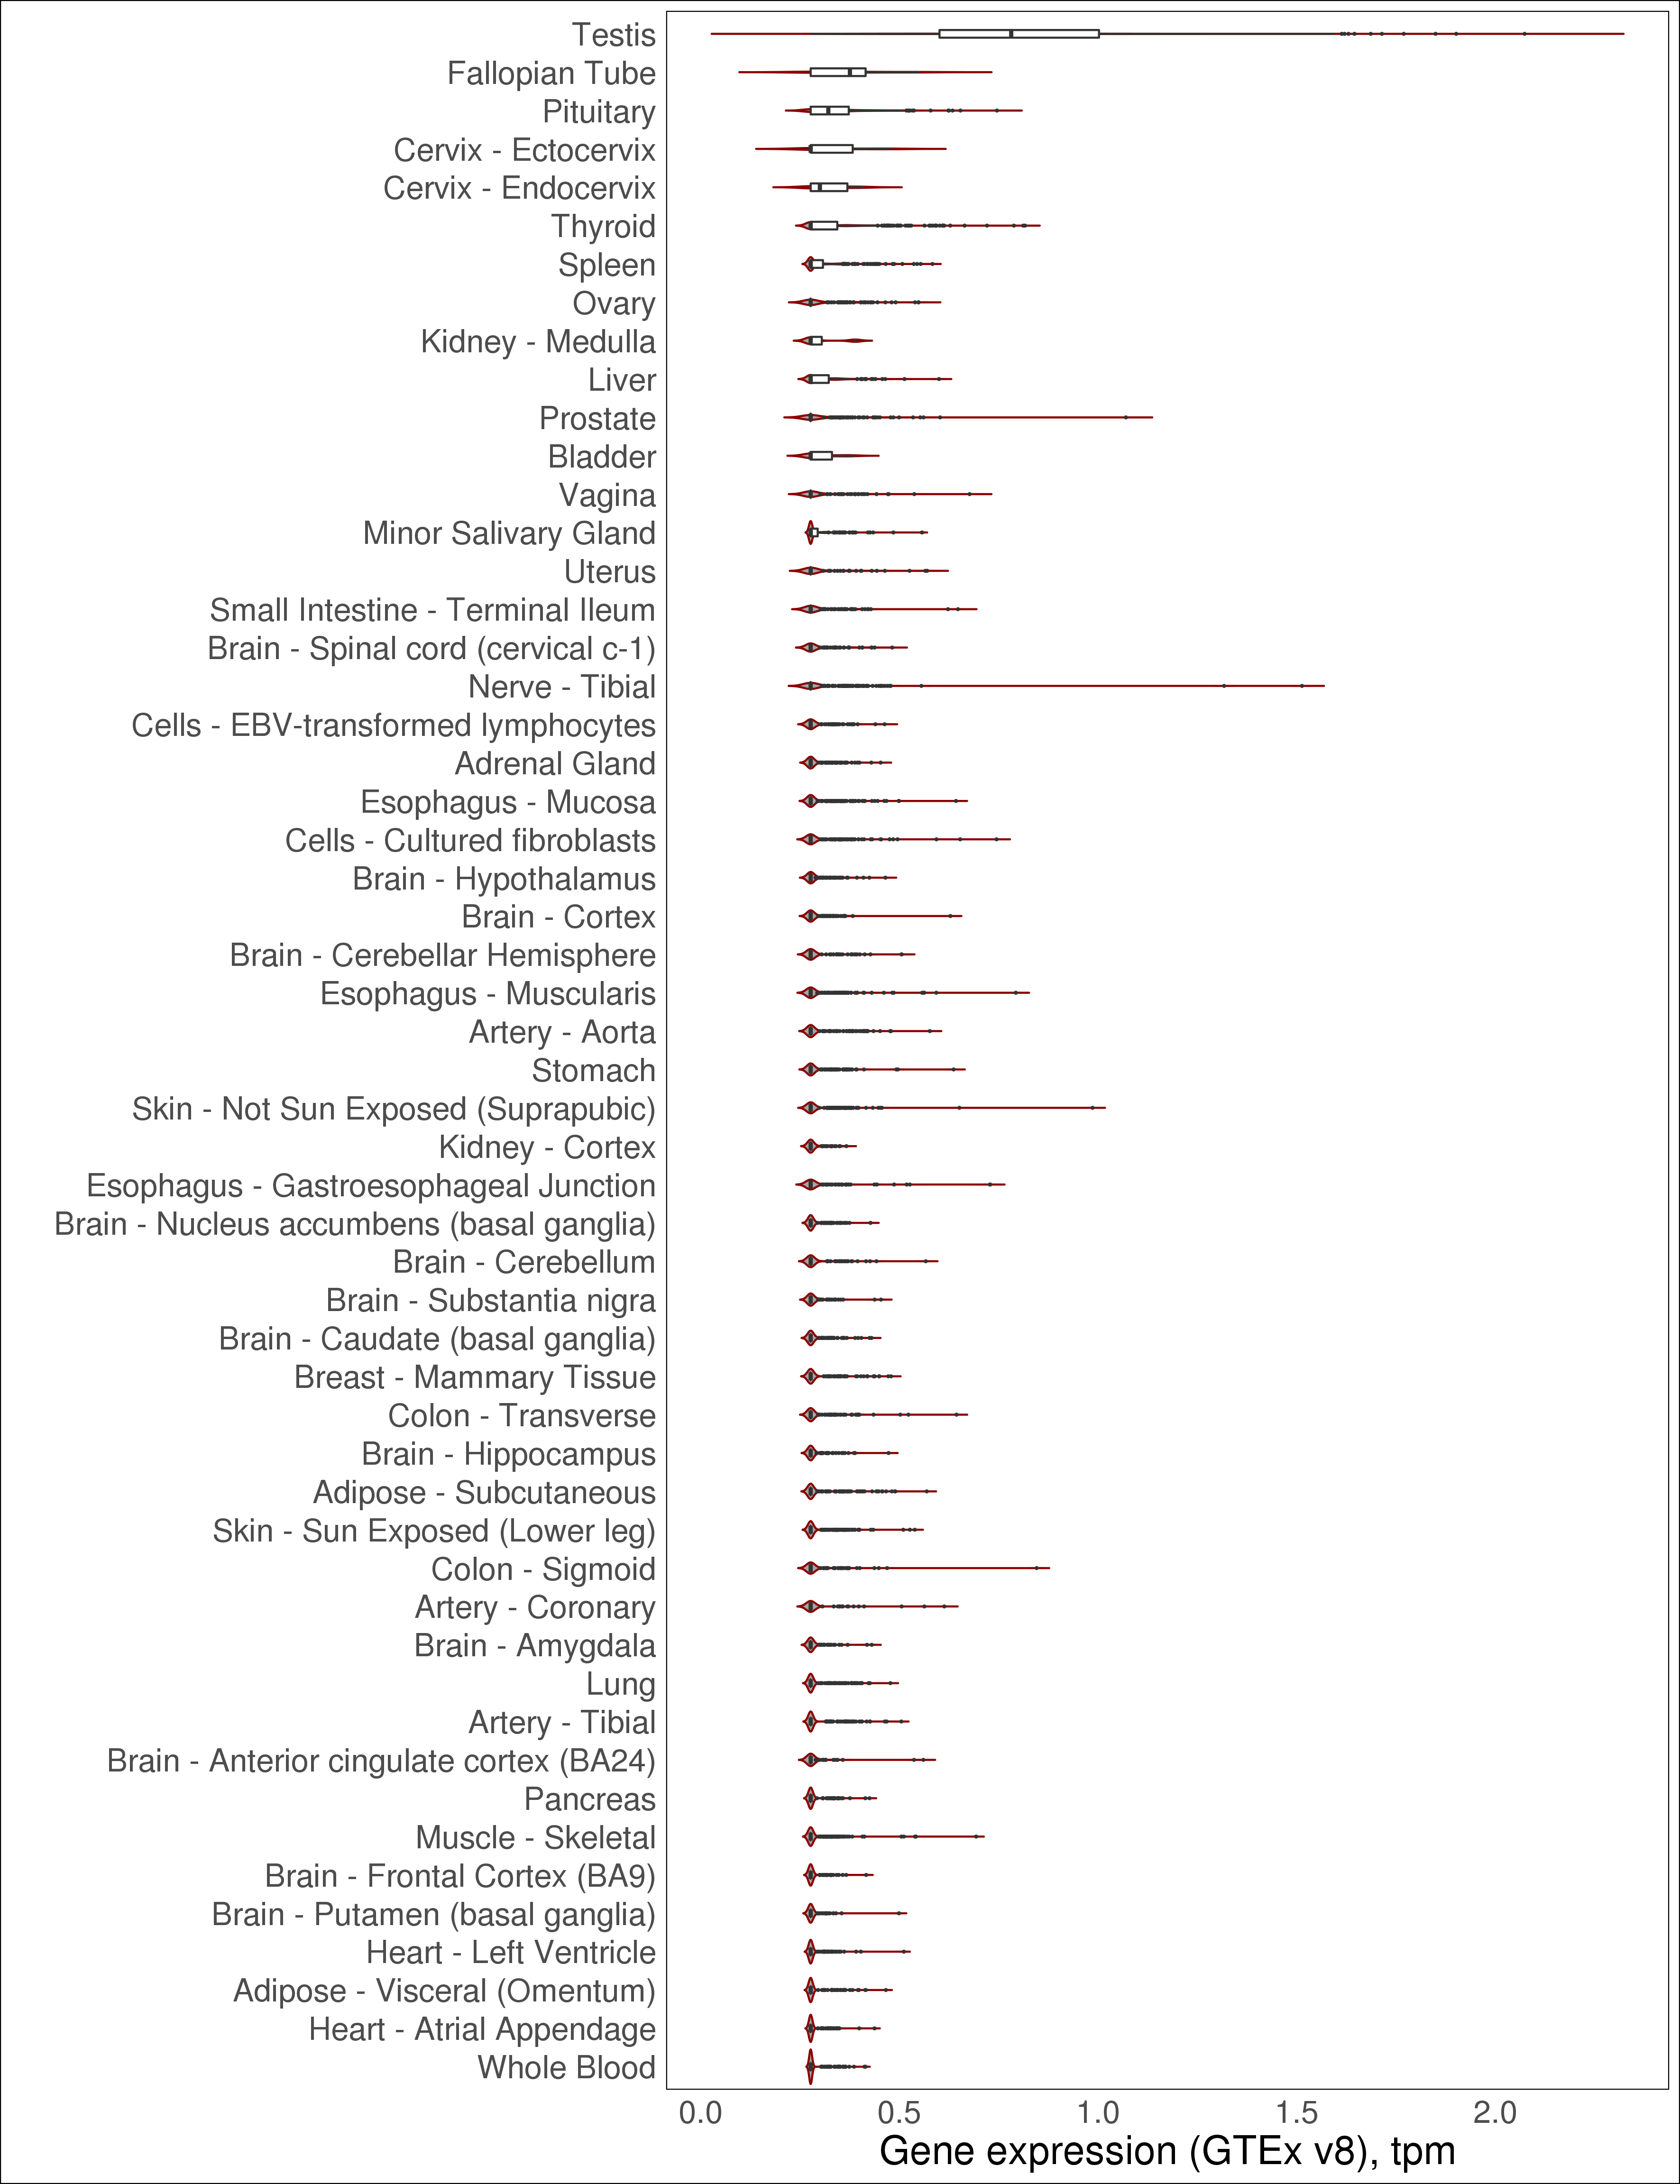 Testis
Fallopian Tube
Pituitary
Cervix - Ectocervix
Cervix - Endocervix
Thyroid
Spleen
Ovary
Kidney - Medulla
Liver
Prostate
Bladder
Vagina
Minor Salivary Gland
Uterus
Small Intestine - Terminal Ileum
Brain - Spinal cord (cervical c-1)
Nerve - Tibial
Cells - EBV-transformed lymphocytes
Adrenal Gland
Esophagus - Mucosa
Cells - Cultured fibroblasts
Brain - Hypothalamus
Brain - Cortex
Brain - Cerebellar Hemisphere
Esophagus - Muscularis
Artery - Aorta
Stomach
Skin - Not Sun Exposed (Suprapubic)
Kidney - Cortex
Esophagus - Gastroesophageal Junction
Brain - Nucleus accumbens (basal ganglia)
Brain - Cerebellum
Brain - Substantia nigra
Brain - Caudate (basal ganglia)
Breast - Mammary Tissue
Colon - Transverse
Brain - Hippocampus
Adipose - Subcutaneous
Skin - Sun Exposed (Lower leg)
Colon - Sigmoid
Artery - Coronary
Brain - Amygdala
Lung
Artery - Tibial
Brain - Anterior cingulate cortex (BA24)
Pancreas
Muscle - Skeletal
Brain - Frontal Cortex (BA9)
Brain - Putamen (basal ganglia)
Heart - Left Ventricle
Adipose - Visceral (Omentum)
Heart - Atrial Appendage
Whole Blood
0.0 0.5 1.0 1.5 2.0
Gene expression (GTEx v8), tpm